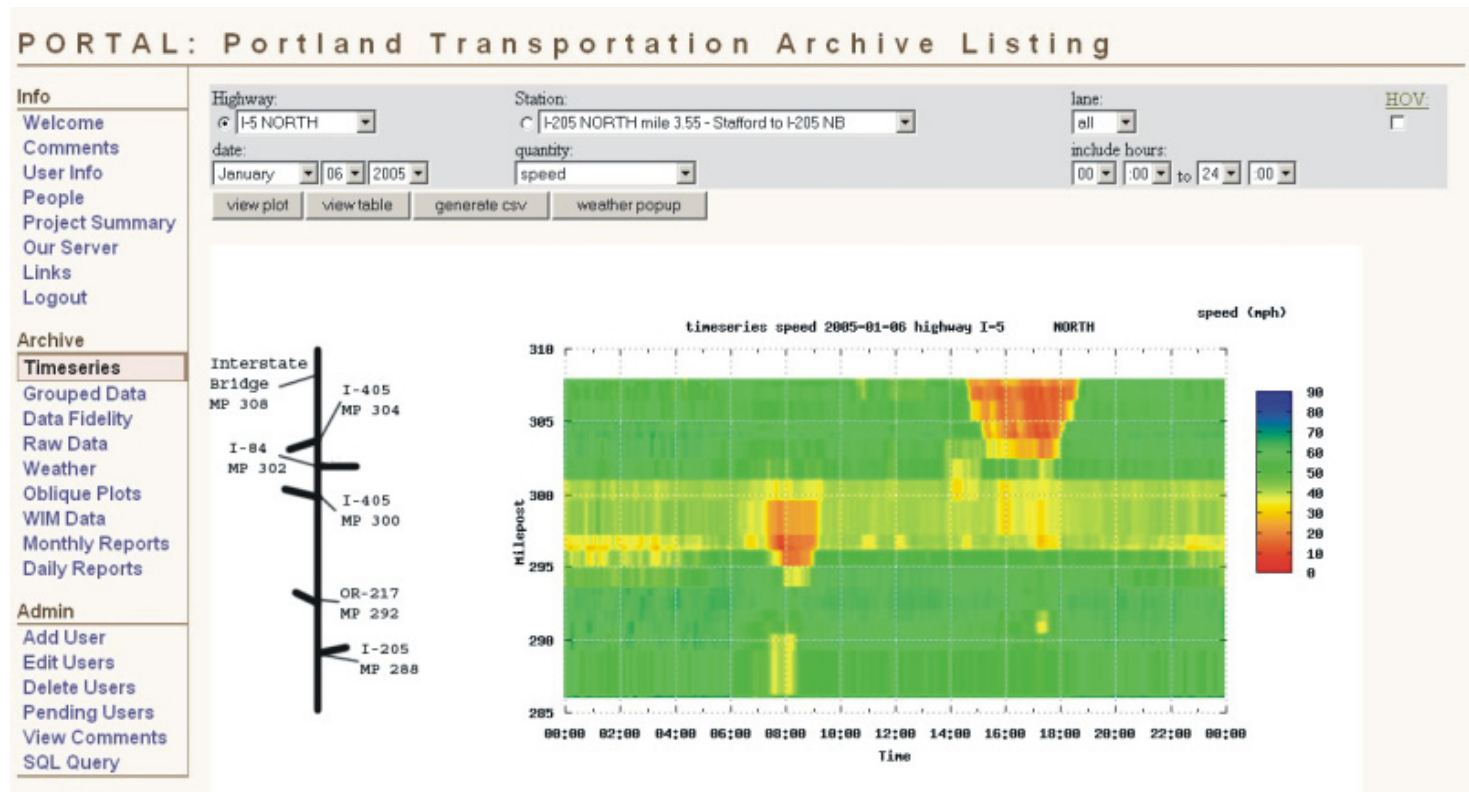 PORTAL: Portland Transportation Archive Listing
Info
Welcome
Comments
User Info
People
Project Summary
Our Server
Links
Logout
Archive
Timeseries
Grouped Data
Data Fidelity
Raw Data
Weather
Oblique Plots
WIM Data
Monthly Reports
Daily Reports
Admin
Add User
Edit Users
Delete Users
Pending Users
View Comments
SQL Query
Highway: Station: lane: HOV:
I-5 NORTH I-205 NORTH mile 3.55 - Stafford to I-205 NB all
date: quantity: include hours:
January 06 2005 speed 00 :00 to 24 :00
view plot view table generate csv weather popup
Interstate
Bridge
MP 308
I-405
MP 304
I-84
MP 302
I-405
MP 300
OR-217
MP 292
I-205
MP 288
timeseries speed 2005-01-06 highway I-5 NORTH
speed (mph)
Milepost
310
305
300
295
290
285
00:00 02:00 04:00 06:00 08:00 10:00 12:00 14:00 16:00 18:00 20:00 22:00 00:00
Time
90
80
70
60
50
40
30
20
10
0